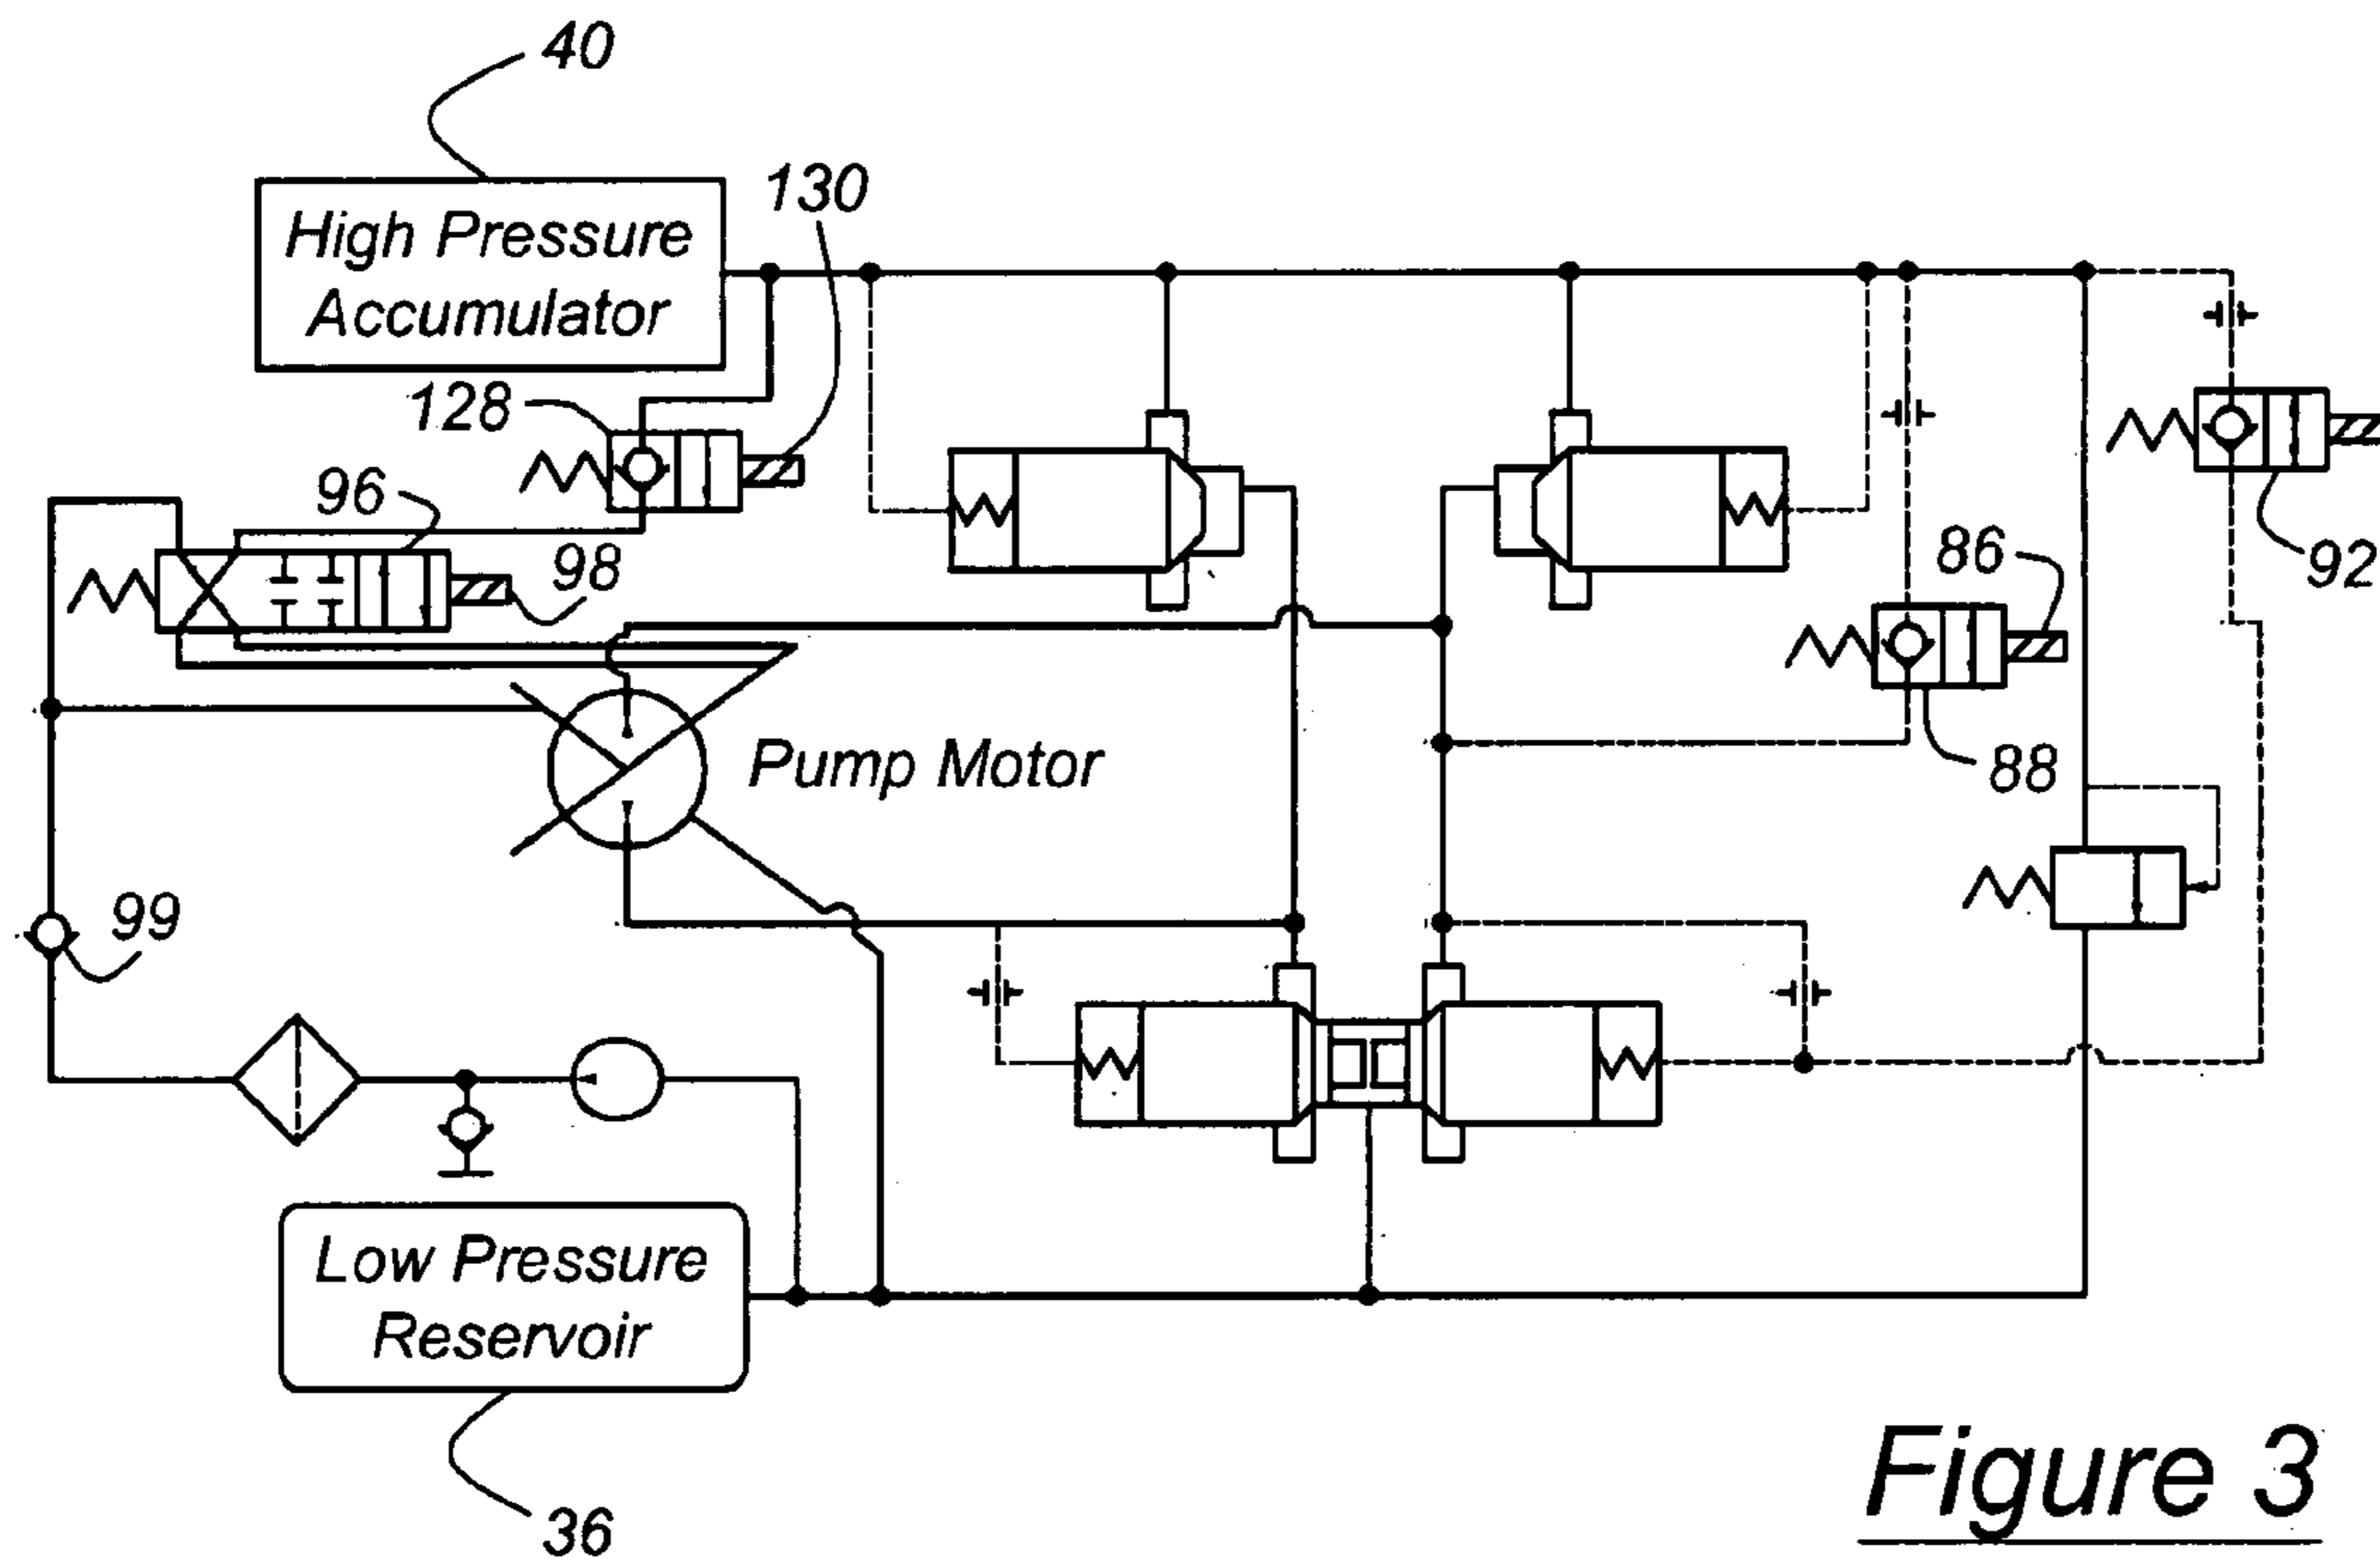 40
130
High Pressure
Accumulator
128
96
98
86
92
88
Pump Motor
99
Low Pressure
Reservoir
36
Figure 3